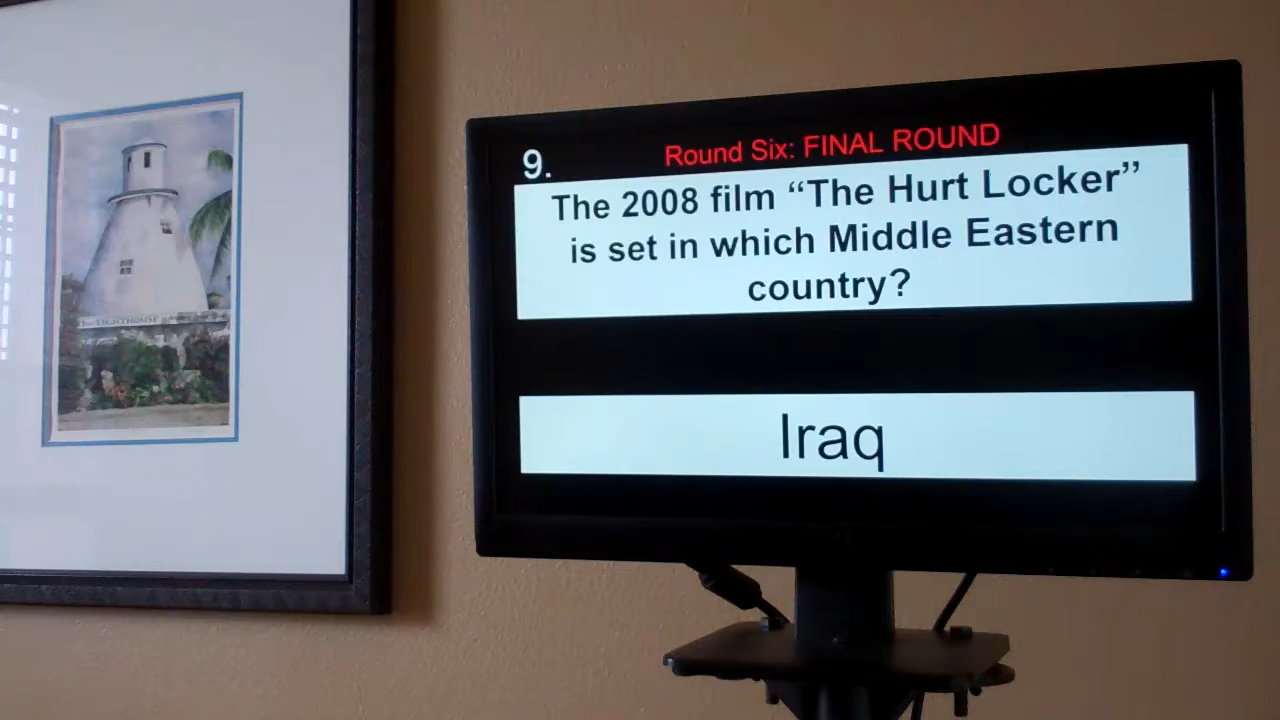 9.
Round Six: FINAL ROUND
The 2008 film “The Hurt Locker”
is set in which Middle Eastern
country?
Iraq